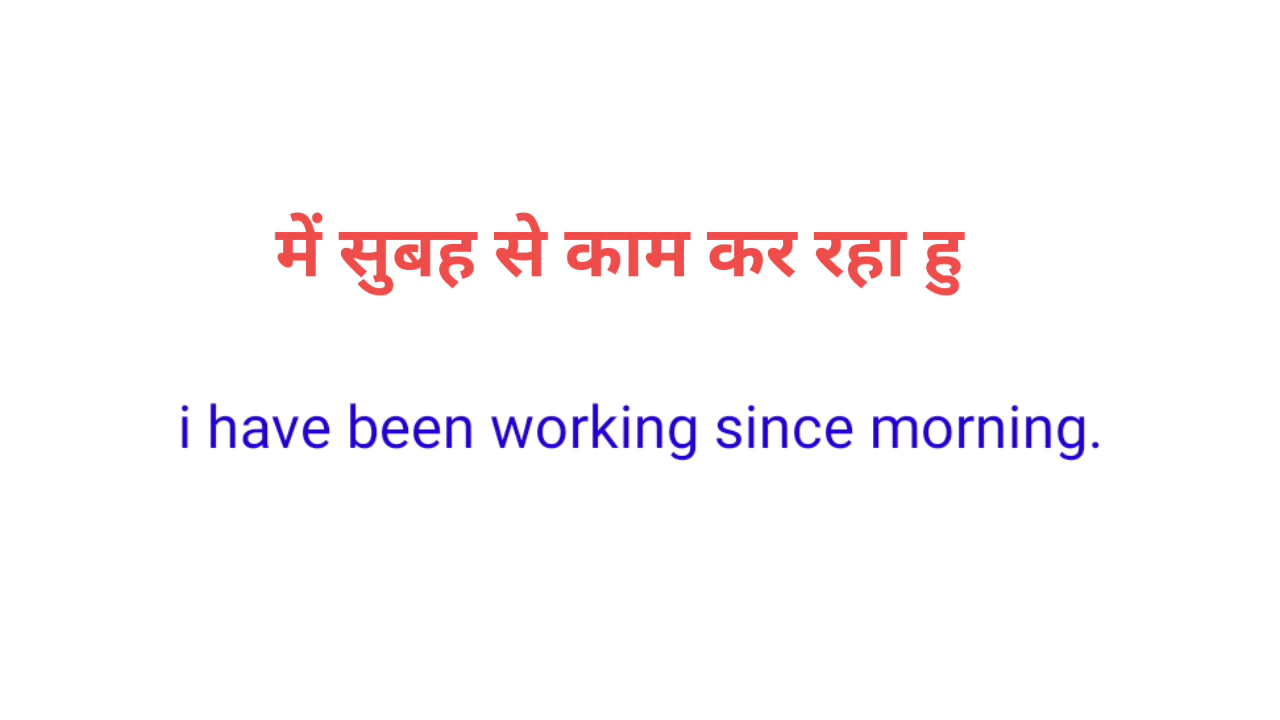 में सुबह से काम कर रहा हु
i have been working since morning.